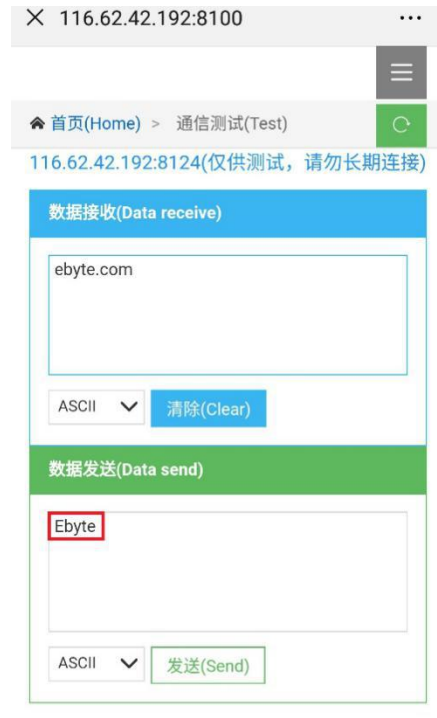 116.62.42.192:8100
首页(Home) > 通信测试(Test)
116.62.42.192:8124(仅供测试，请勿长期连接)
数据接收(Data receive)
ebyte.com
ASCII 清除(Clear)
数据发送(Data send)
Ebyte
ASCII 发送(Send)